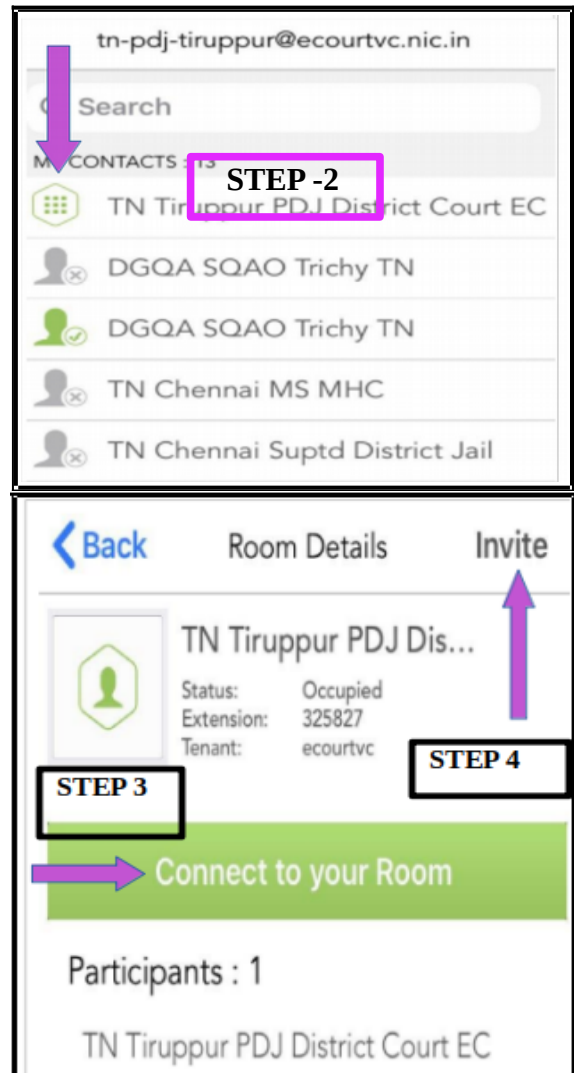 tn-pdj-tiruppur@ecourtvc.nic.in
Search
MY CONTACTS : 13
STEP -2
TN Tiruppur PDJ District Court EC
DGQA SQAO Trichy TN
DGQA SQAO Trichy TN
TN Chennai MS MHC
TN Chennai Suptd District Jail
Back Room Details Invite
TN Tiruppur PDJ Dis...
Status: Occupied
Extension: 325827
Tenant: ecourtvc
STEP 4
STEP 3
Connect to your Room
Participants : 1
TN Tiruppur PDJ District Court EC